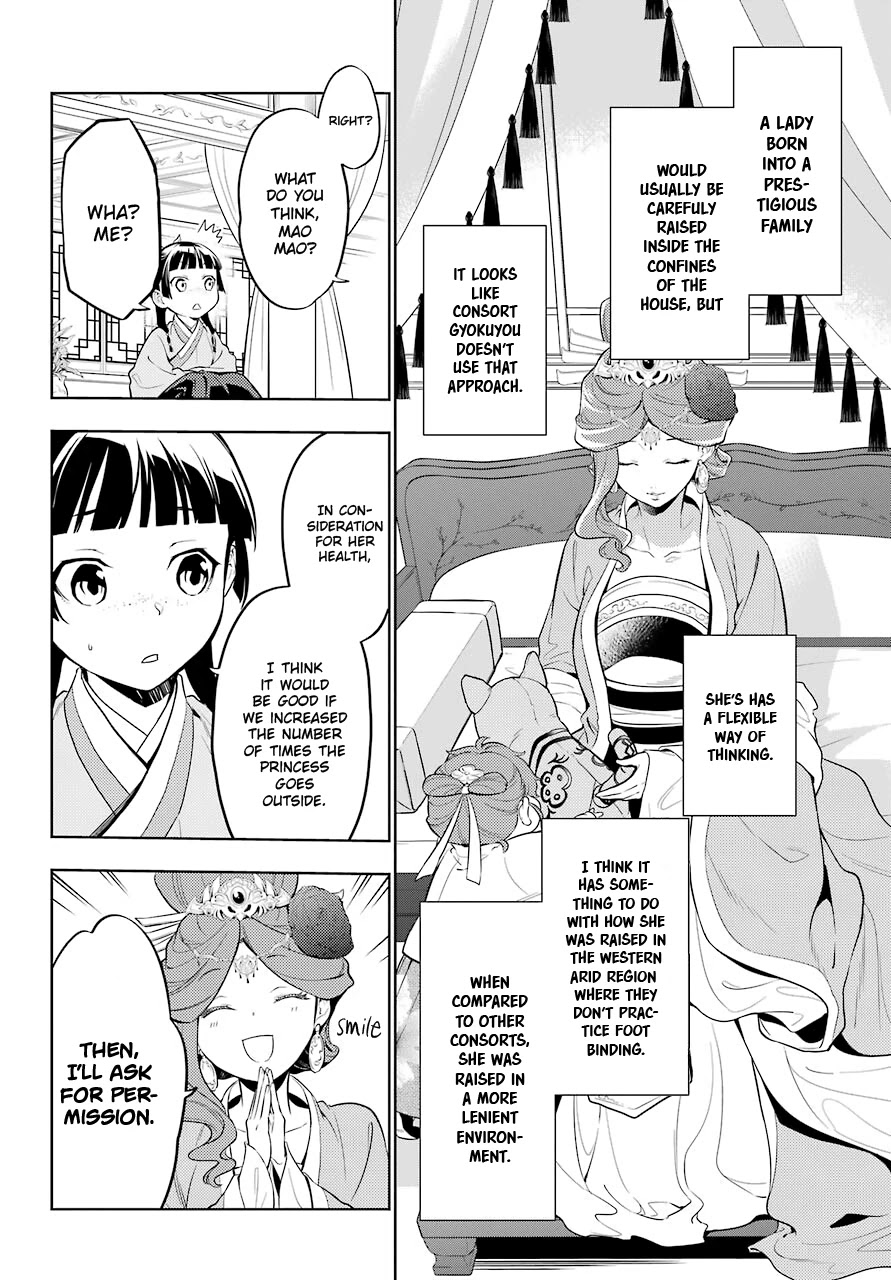 A LADY
BORN
INTO A
PRES-
TIGIOUS
FAMILY
WOULD
USUALLY BE
CAREFULY
RAISED
INSIDE THE
CONFINES
OF THE
HOUSE, BUT
IT LOOKS
LIKE CONSORT
GYOKUYOU
DOESN'T
USE THAT
APPROACH.
SHE'S HAS
A FLEXIBLE
WAY OF
THINKING.
I THINK IT
HAS SOME-
THING TO DO
WITH HOW SHE
WAS RAISED IN
THE WESTERN
ARID REGION
WHERE THEY
DON'T PRAC-
TICE FOOT
BINDING.
WHEN
COMPARED
TO OTHER
CONSORTS,
SHE WAS
RAISED IN
A MORE
LENIENT
ENVIRON-
MENT.
RIGHT?
WHAT
DO YOU
THINK,
MAO
MAO?
WHA?
ME?
IN CON-
SIDERATION
FOR HER
HEALTH,
I THINK
IT WOULD
BE GOOD IF
WE INCREASED
THE NUMBER
OF TIMES THE
PRINCESS
GOES
OUTSIDE.
SMILE
THEN,
I'LL ASK
FOR PER-
MISSION.